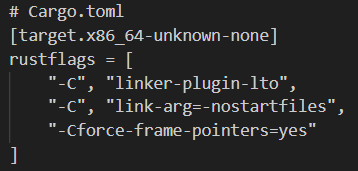 # Cargo.toml
[target.x86_64-unknown-none]
rustflags = [
    "-C", "linker-plugin-lto",
    "-C", "link-arg=-nostartfiles",
    "-Cforce-frame-pointers=yes"
]